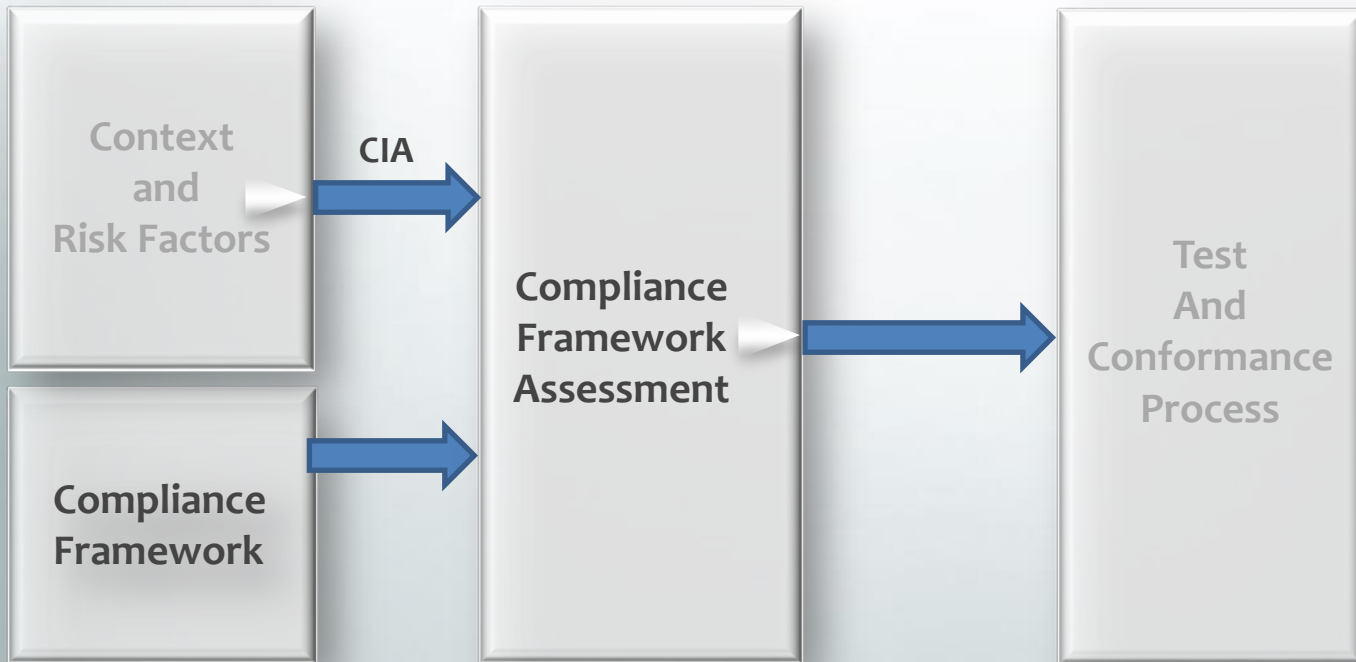 Context
and
Risk Factors
CIA
Compliance
Framework
Compliance
Framework
Assessment
Test
And
Conformance
Process